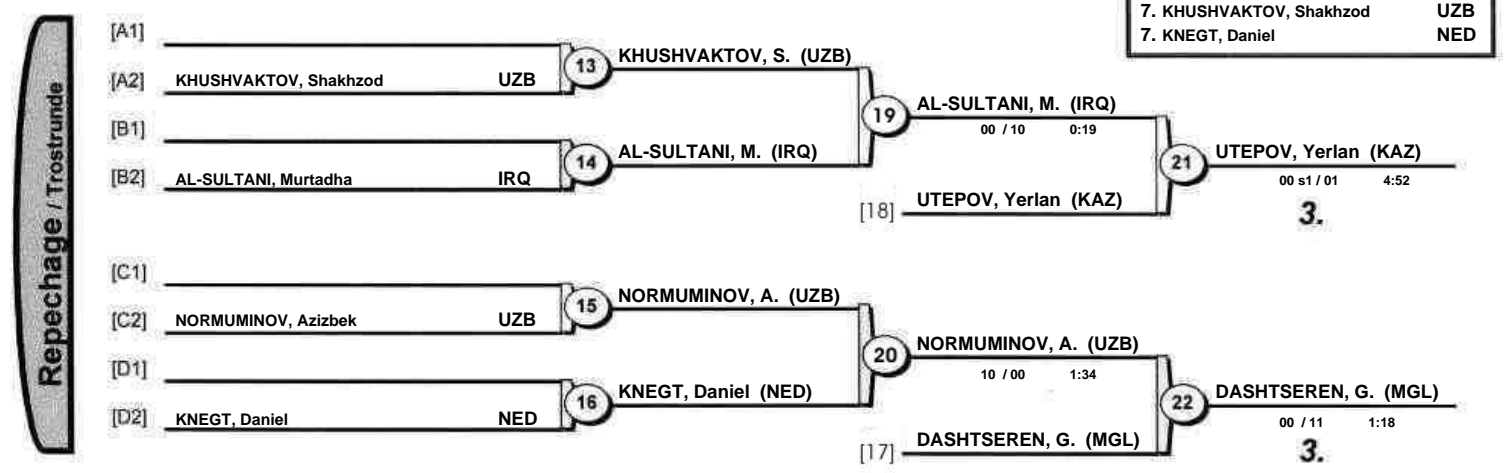 7. KHUSHVAKTOV, Shakhzod UZB
7. KNEGT, Daniel NED
Repechage / Trostrunde
[A1]
[A2] KHUSHVAKTOV, Shakhzod UZB
13 KHUSHVAKTOV, S. (UZB)
[B1]
[B2] AL-SULTANI, Murtadha IRQ
14 AL-SULTANI, M. (IRQ)
19 AL-SULTANI, M. (IRQ)
00 / 10 0:19
[18] UTEPOV, Yerlan (KAZ)
21 UTEPOV, Yerlan (KAZ)
00 s1 / 01 4:52
3.
[C1]
[C2] NORMUMINOV, Azizbek UZB
15 NORMUMINOV, A. (UZB)
[D1]
[D2] KNEGT, Daniel NED
16 KNEGT, Daniel (NED)
20 NORMUMINOV, A. (UZB)
10 / 00 1:34
[17] DASHTSEREN, G. (MGL)
22 DASHTSEREN, G. (MGL)
00 / 11 1:18
3.